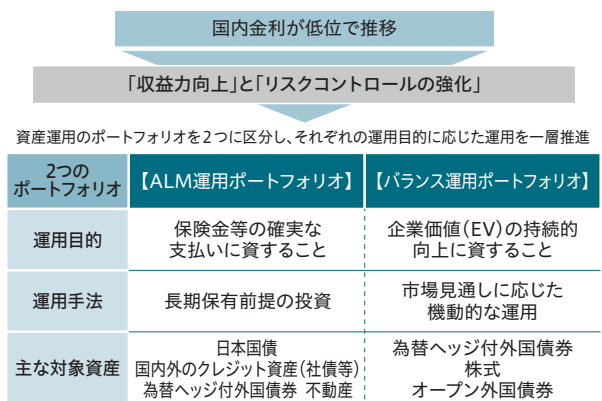 国内金利が低位で推移
「収益力向上」と「リスクコントロールの強化」
資産運用のポートフォリオを2つに区分し、それぞれの運用目的に応じた運用を一層推進
2つの
ポートフォリオ
【ALM運用ポートフォリオ】
【バランス運用ポートフォリオ】
運用目的
保険金等の確実な
支払いに資すること
企業価値(EV)の持続的
向上に資すること
運用手法
長期保有前提の投資
市場見通しに応じた
機動的な運用
主な対象資産
日本国債
国内外のクレジット資産(社債等)
為替ヘッジ付外国債券 不動産
為替ヘッジ付外国債券
株式
オープン外国債券